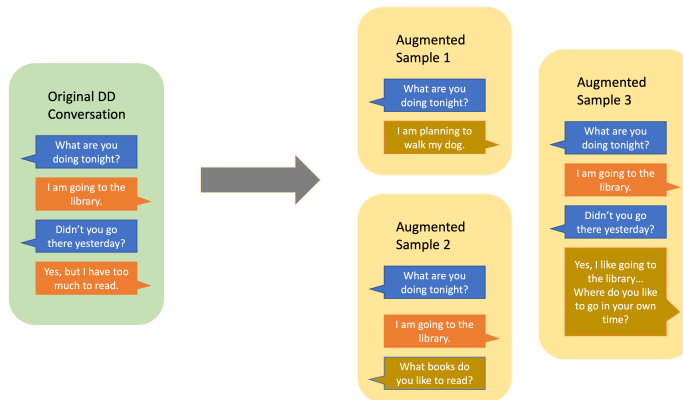 Original DD
Conversation
What are you
doing tonight?
I am going to the
library.
Didn't you go
there yesterday?
Yes, but I have too
much to read.
Augmented
Sample 1
What are you
doing tonight?
I am planning to
walk my dog.
Augmented
Sample 2
What are you
doing tonight?
I am going to the
library.
What books do
you like to read?
Augmented
Sample 3
What are you
doing tonight?
I am going to the
library.
Didn't you go
there yesterday?
Yes, I like going to
the library...
Where do you like
to go in your own
time?